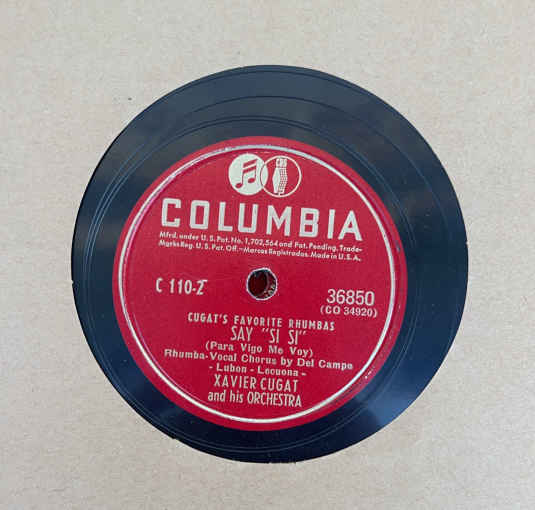 COLUMBIA
Mfrd. under U.S. Pat. No. 1,702,564 and Pat. Pending. Trade-
Mgrks Reg. U.S. Pat. Off.-Marcas Registradas. Made in U.S.A.
C 110-2
36850
(CO 34920)
CUGAT'S FAVORITE RHUMBAS
SAY "SI SI"
(Para Vigo Me Voy)
Rhumba-Vocal Chorus by Del Campo
- Luban - Lecuona -
XAVIER CUGAT
and his ORCHESTRA